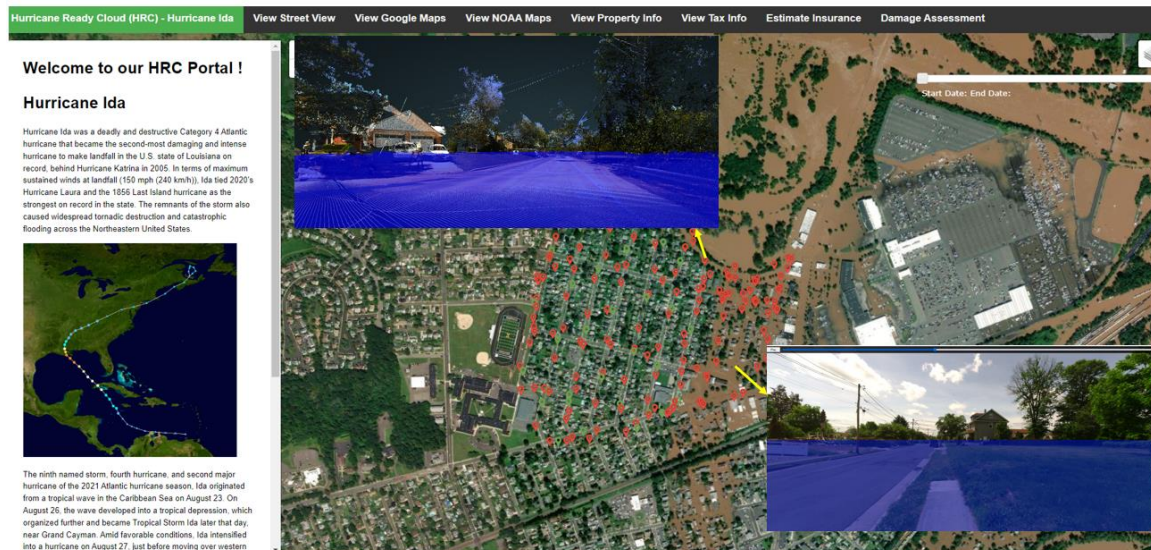 Hurricane Ready Cloud (HRC) - Hurricane Ida View Street View View Google Maps View NOAA Maps View Property Info View Tax Info Estimate Insurance Damage Assessment
Welcome to our HRC Portal !
Hurricane Ida
Hurricane Ida was a deadly and destructive Category 4 Atlantic
hurricane that became the second-most damaging and intense
hurricane to make landfall in the U.S. state of Louisiana on
record, behind Hurricane Katrina in 2005. In terms of maximum
sustained winds at landfall (150 mph (240 km/h)), Ida tied 2020's
Hurricane Laura and the 1856 Last Island hurricane as the
strongest on record in the state. The remnants of the storm also
caused widespread tornadic destruction and catastrophic
flooding across the Northeastern United States.
The ninth named storm, fourth hurricane, and second major
hurricane of the 2021 Atlantic hurricane season, Ida originated
from a tropical wave in the Caribbean Sea on August 23. On
August 26, the wave developed into a tropical depression, which
organized further and became Tropical Storm Ida later that day,
near Grand Cayman. Amid favorable conditions, Ida intensified
into a hurricane on August 27, just before moving over western
Start Date: End Date: